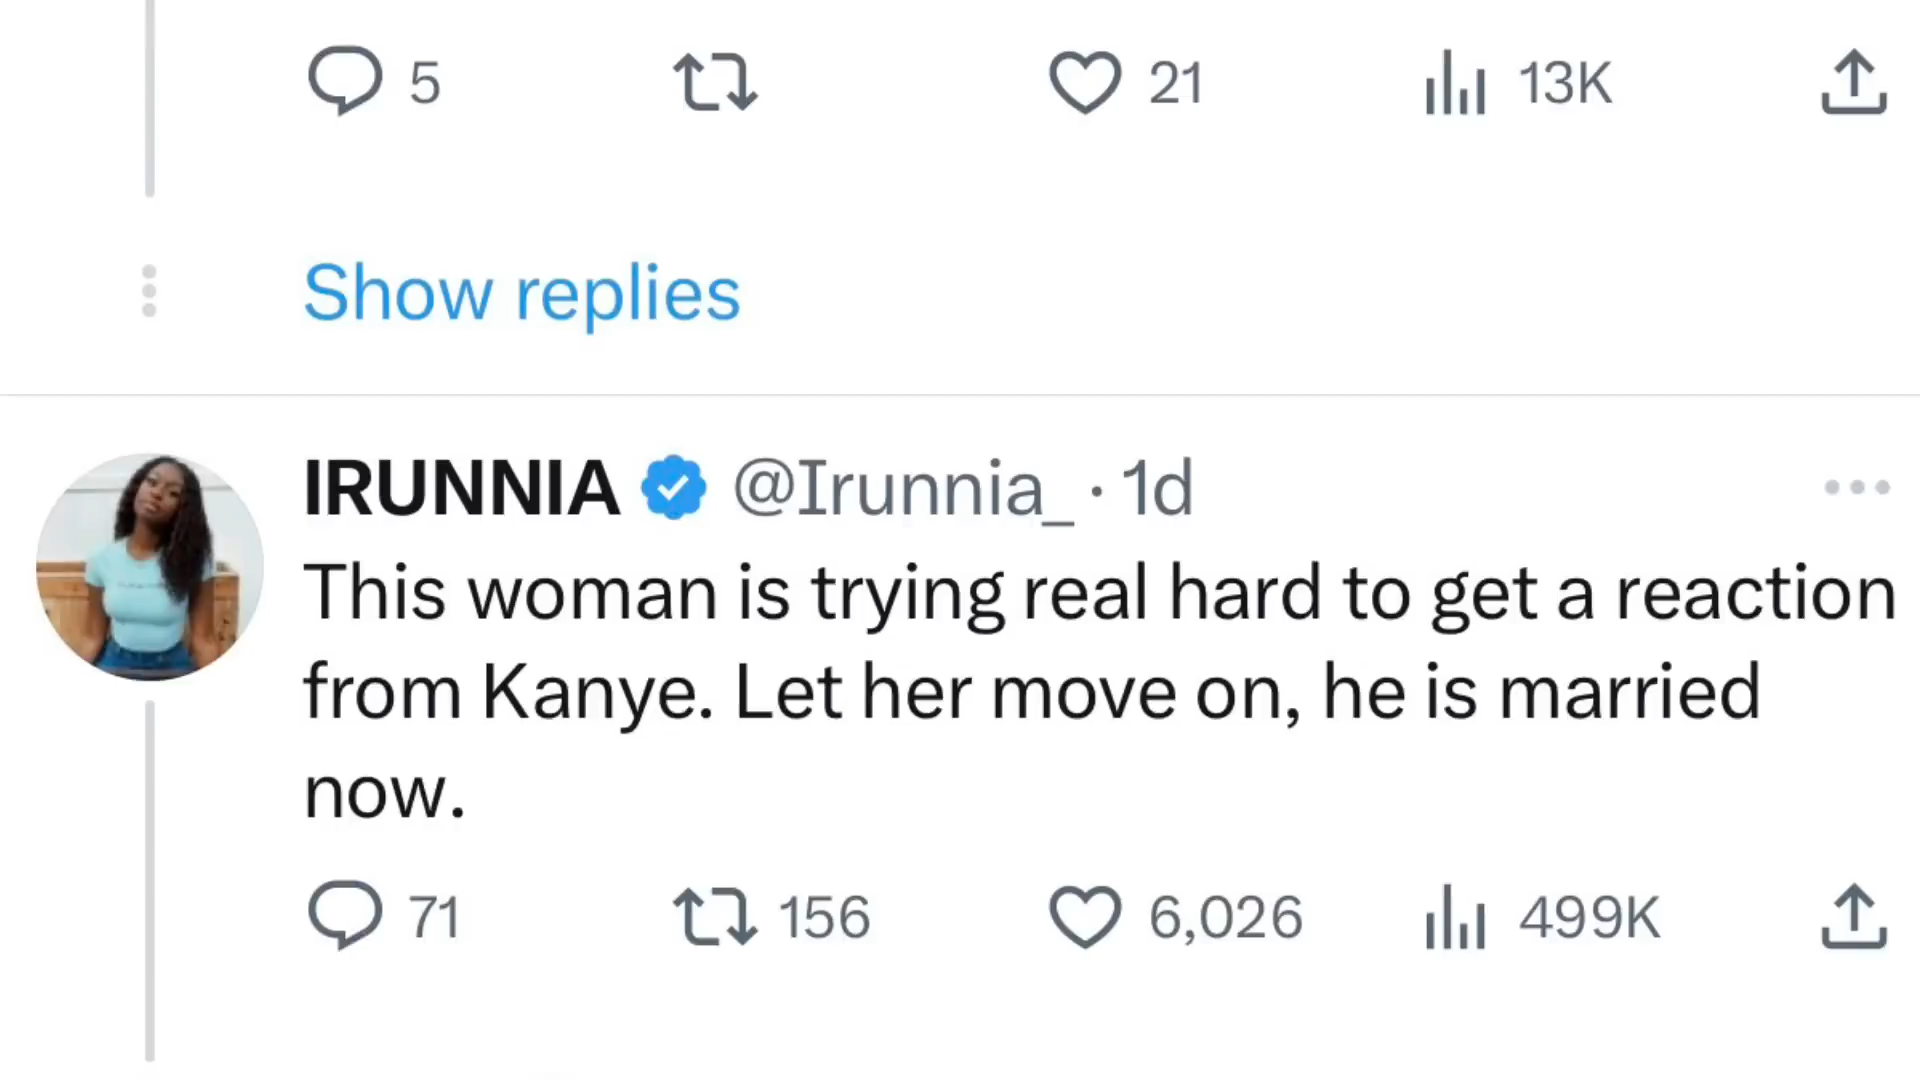 5 21 13K
Show replies
IRUNNIA @Irunnia_ · 1d
This woman is trying real hard to get a reaction
from Kanye. Let her move on, he is married
now.
71 156 6,026 499K